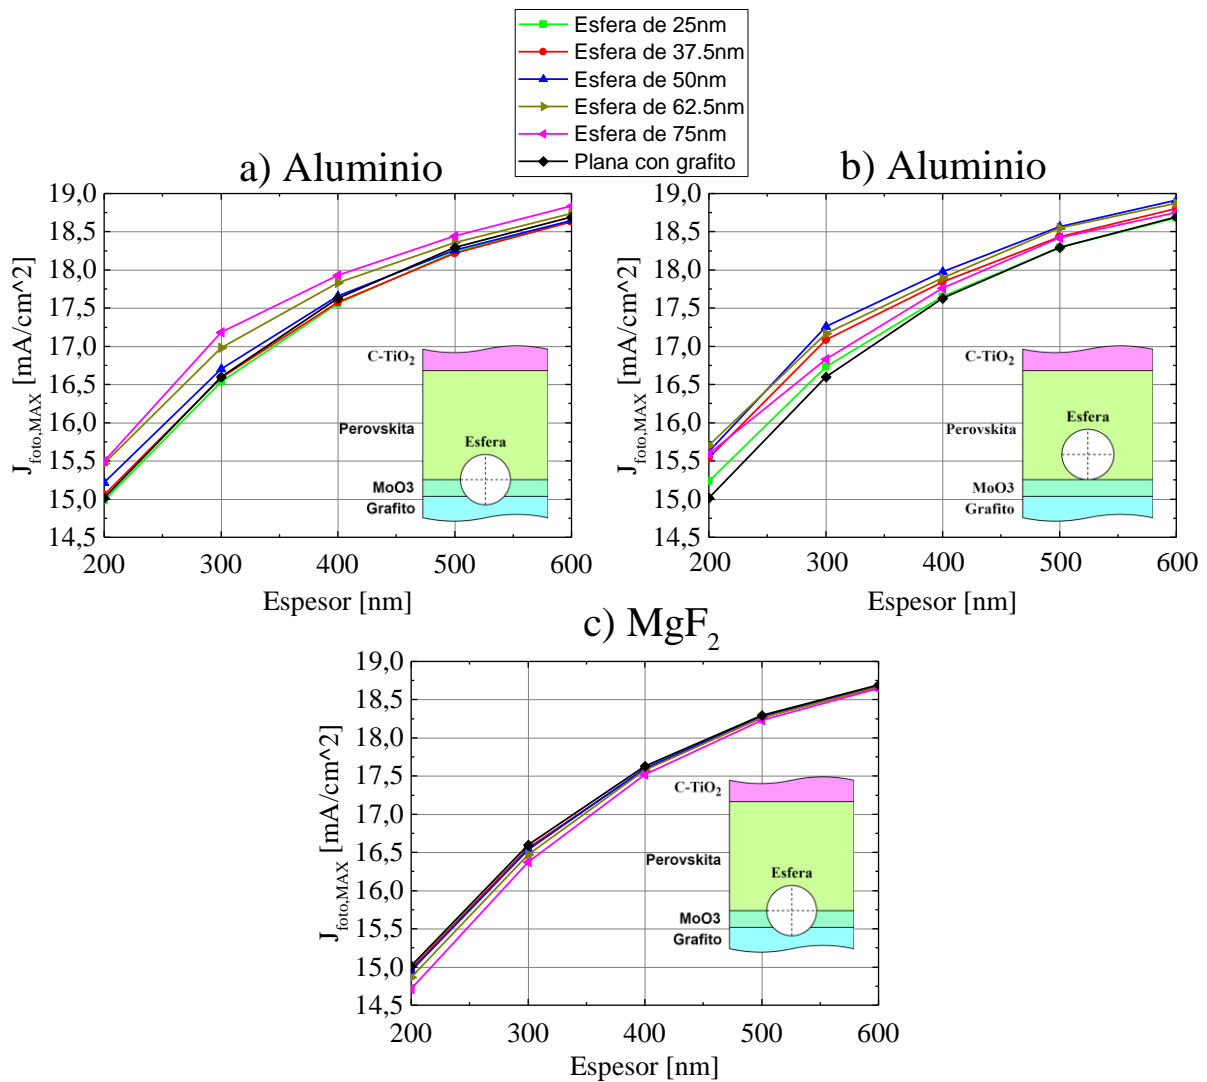 Esfera de 25nm
Esfera de 37.5nm
Esfera de 50nm
Esfera de 62.5nm
Esfera de 75nm
Plana con grafito
a) Aluminio
19,0
18,5
18,0
17,5
17,0
16,5
16,0
15,5
15,0
14,5
J_foto,MAX [mA/cm^2]
200 300 400 500 600
Espesor [nm]
C-TiO₂
Perovskita
Esfera
MoO3
Grafito
b) Aluminio
19,0
18,5
18,0
17,5
17,0
16,5
16,0
15,5
15,0
14,5
J_foto,MAX [mA/cm^2]
200 300 400 500 600
Espesor [nm]
C-TiO₂
Perovskita
Esfera
MoO3
Grafito
c) MgF₂
19,0
18,5
18,0
17,5
17,0
16,5
16,0
15,5
15,0
14,5
J_foto,MAX [mA/cm^2]
200 300 400 500 600
Espesor [nm]
C-TiO₂
Perovskita
Esfera
MoO3
Grafito